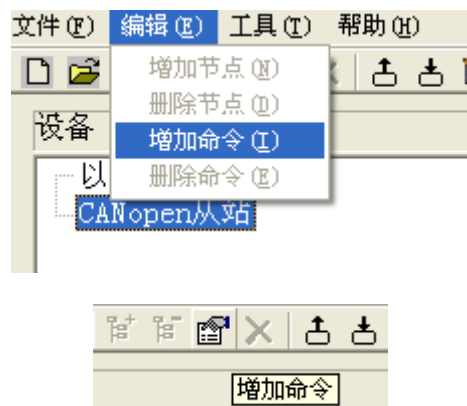 文件(F) 编辑(E) 工具(T) 帮助(H)
增加节点(N)
删除节点(D)
设备
增加命令(I)
以
删除命令(E)
CANopen从站
增加命令